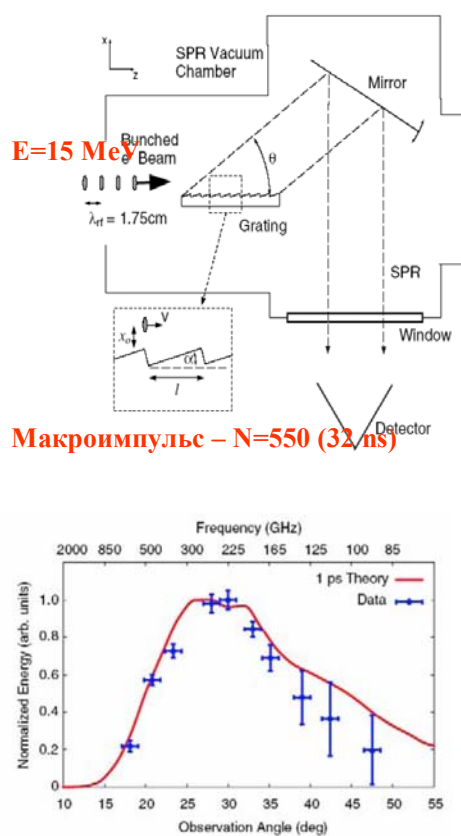 x
z
SPR Vacuum
Chamber
Mirror
E=15 MeV
Bunched
e⁻ Beam
θ
λrf = 1.75cm
Grating
SPR
V
x₀
α
l
Window
Detector
Макроимпульс – N=550 (32 ns)
Frequency (GHz)
2000 850 500 300 225 165 125 100 85
1 ps Theory
Data
Normalized Energy (arb. units)
1.0
0.8
0.6
0.4
0.2
0
10 15 20 25 30 35 40 45 50 55
Observation Angle (deg)